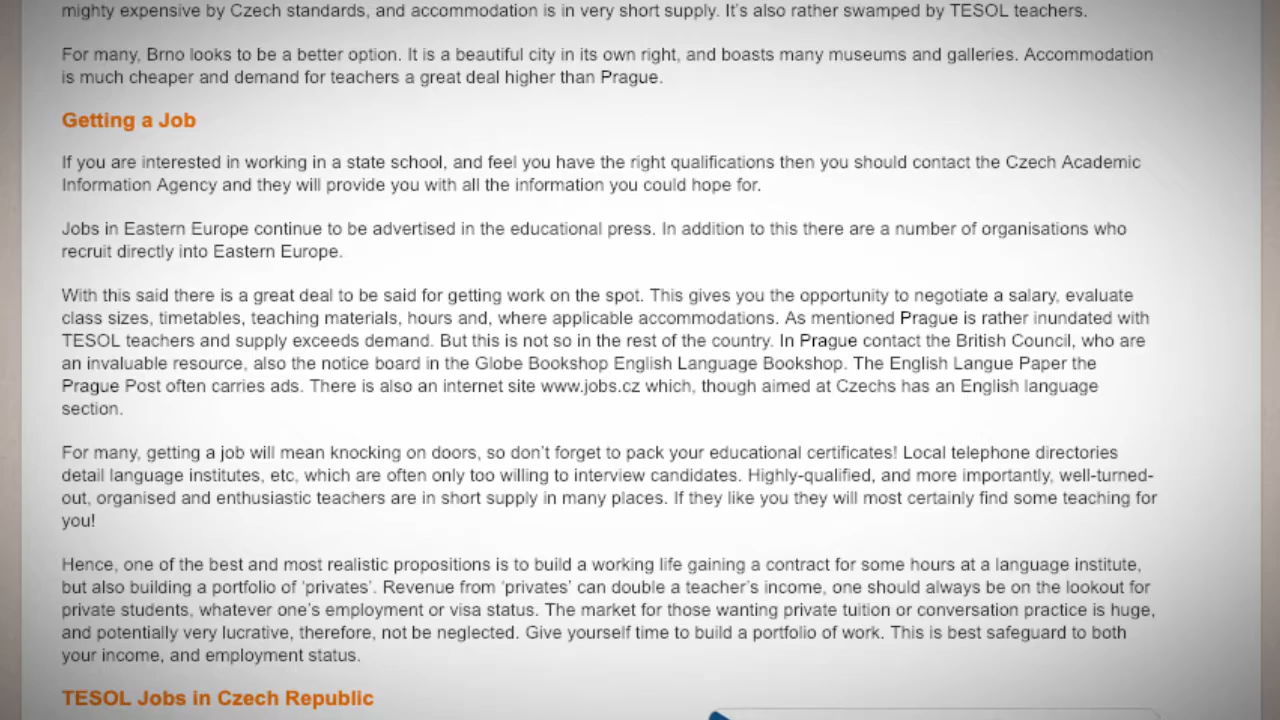 mighty expensive by Czech standards, and accommodation is in very short supply. It's also rather swamped by TESOL teachers.
For many, Brno looks to be a better option. It is a beautiful city in its own right, and boasts many museums and galleries. Accommodation
is much cheaper and demand for teachers a great deal higher than Prague.
Getting a Job
If you are interested in working in a state school, and feel you have the right qualifications then you should contact the Czech Academic
Information Agency and they will provide you with all the information you could hope for.
Jobs in Eastern Europe continue to be advertised in the educational press. In addition to this there are a number of organisations who
recruit directly into Eastern Europe.
With this said there is a great deal to be said for getting work on the spot. This gives you the opportunity to negotiate a salary, evaluate
class sizes, timetables, teaching materials, hours and, where applicable accommodations. As mentioned Prague is rather inundated with
TESOL teachers and supply exceeds demand. But this is not so in the rest of the country. In Prague contact the British Council, who are
an invaluable resource, also the notice board in the Globe Bookshop English Language Bookshop. The English Langue Paper the
Prague Post often carries ads. There is also an internet site www.jobs.cz which, though aimed at Czechs has an English language
section.
For many, getting a job will mean knocking on doors, so don't forget to pack your educational certificates! Local telephone directories
detail language institutes, etc, which are often only too willing to interview candidates. Highly-qualified, and more importantly, well-turned-
out, organised and enthusiastic teachers are in short supply in many places. If they like you they will most certainly find some teaching for
you!
Hence, one of the best and most realistic propositions is to build a working life gaining a contract for some hours at a language institute,
but also building a portfolio of 'privates'. Revenue from 'privates' can double a teacher's income, one should always be on the lookout for
private students, whatever one's employment or visa status. The market for those wanting private tuition or conversation practice is huge,
and potentially very lucrative, therefore, not be neglected. Give yourself time to build a portfolio of work. This is best safeguard to both
your income, and employment status.
TESOL Jobs in Czech Republic